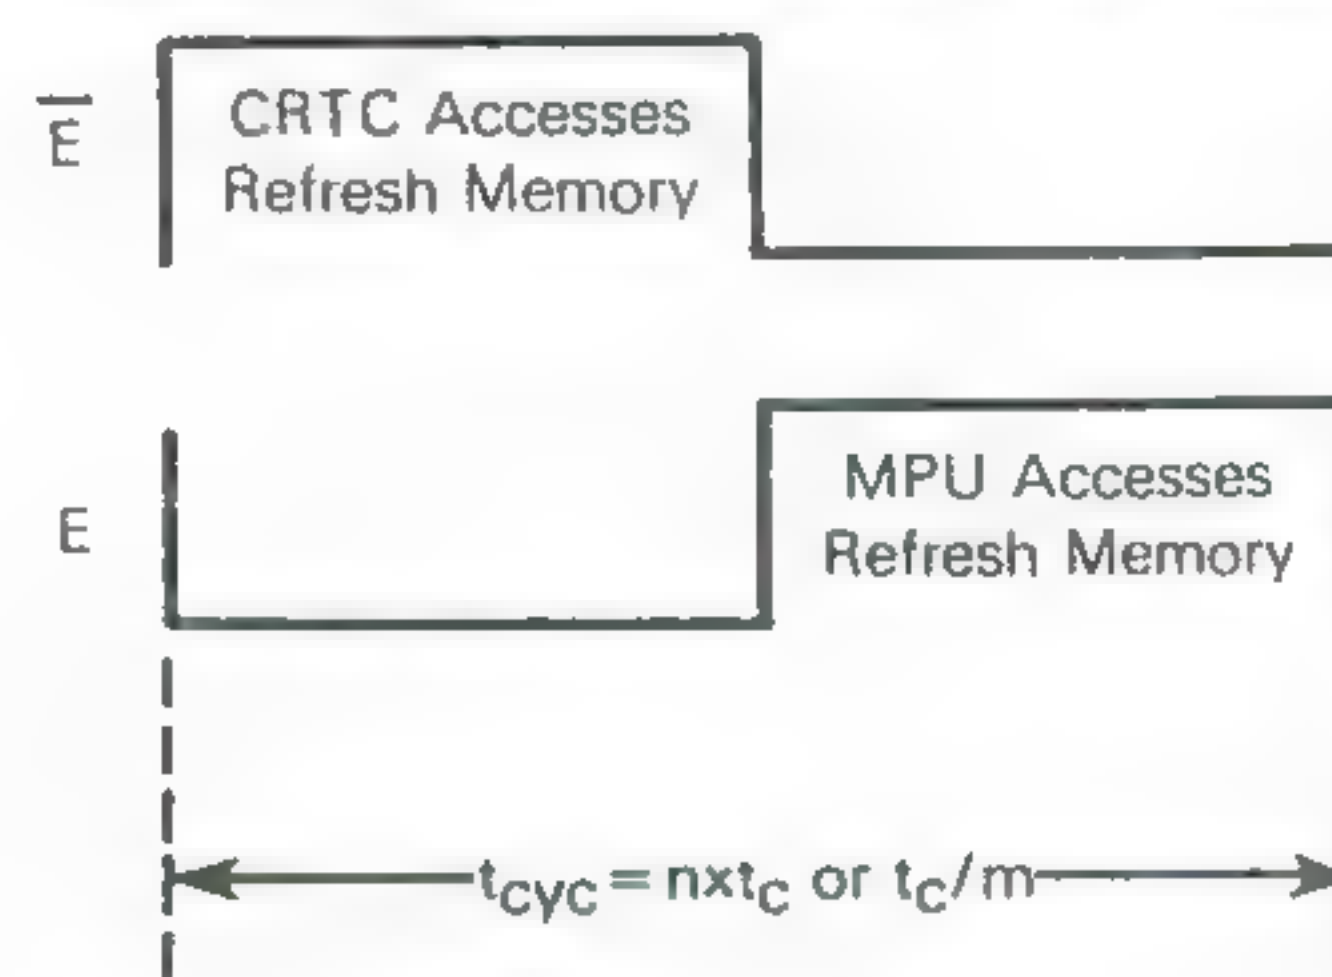 E̅
CRTC Accesses
Refresh Memory
E
MPU Accesses
Refresh Memory
tcyc = nxtc or tc/m